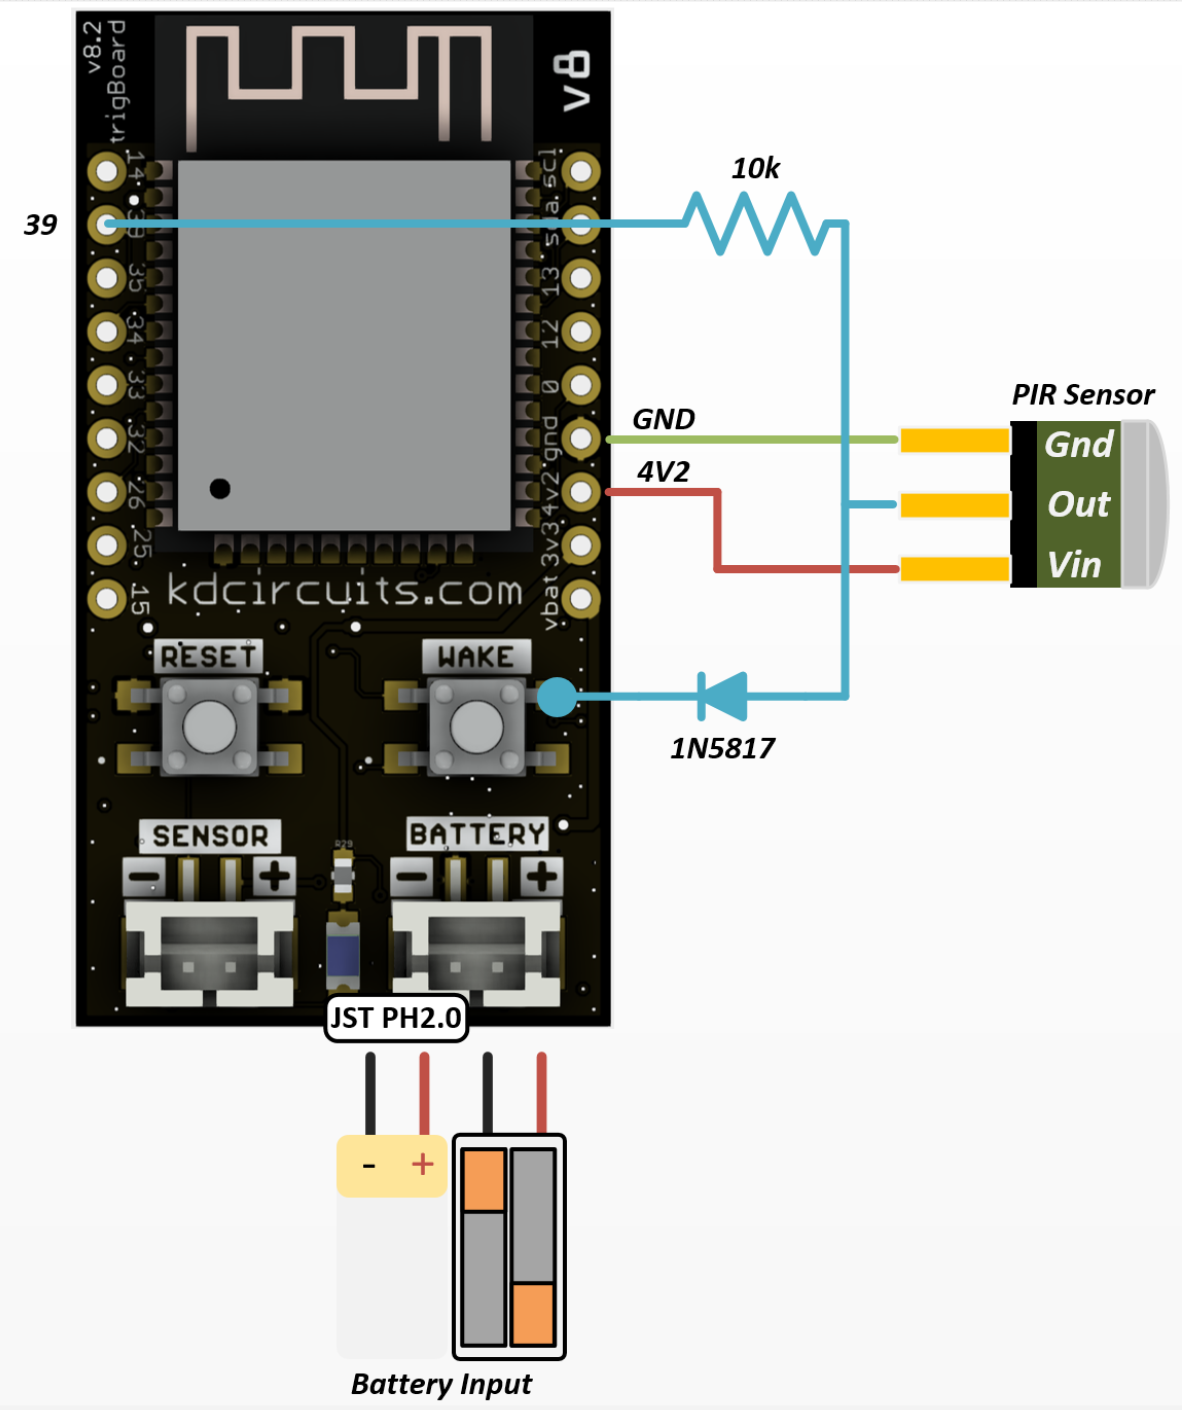 v8.2
trigBoard
V8
14
39
35
34
33
32
26
25
15
scl
sda
13
12
0
gnd
4v2
3v3
vbat
39
10k
GND
4V2
PIR Sensor
Gnd
Out
Vin
kdcircuits.com
RESET
WAKE
1N5817
SENSOR
BATTERY
R29
- +
- +
JST PH2.0
- +
Battery Input